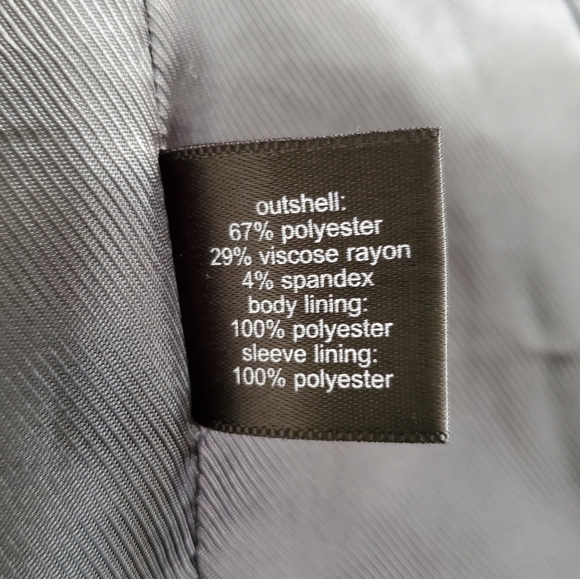 outshell:
67% polyester
29% viscose rayon
4% spandex
body lining:
100% polyester
sleeve lining:
100% polyester